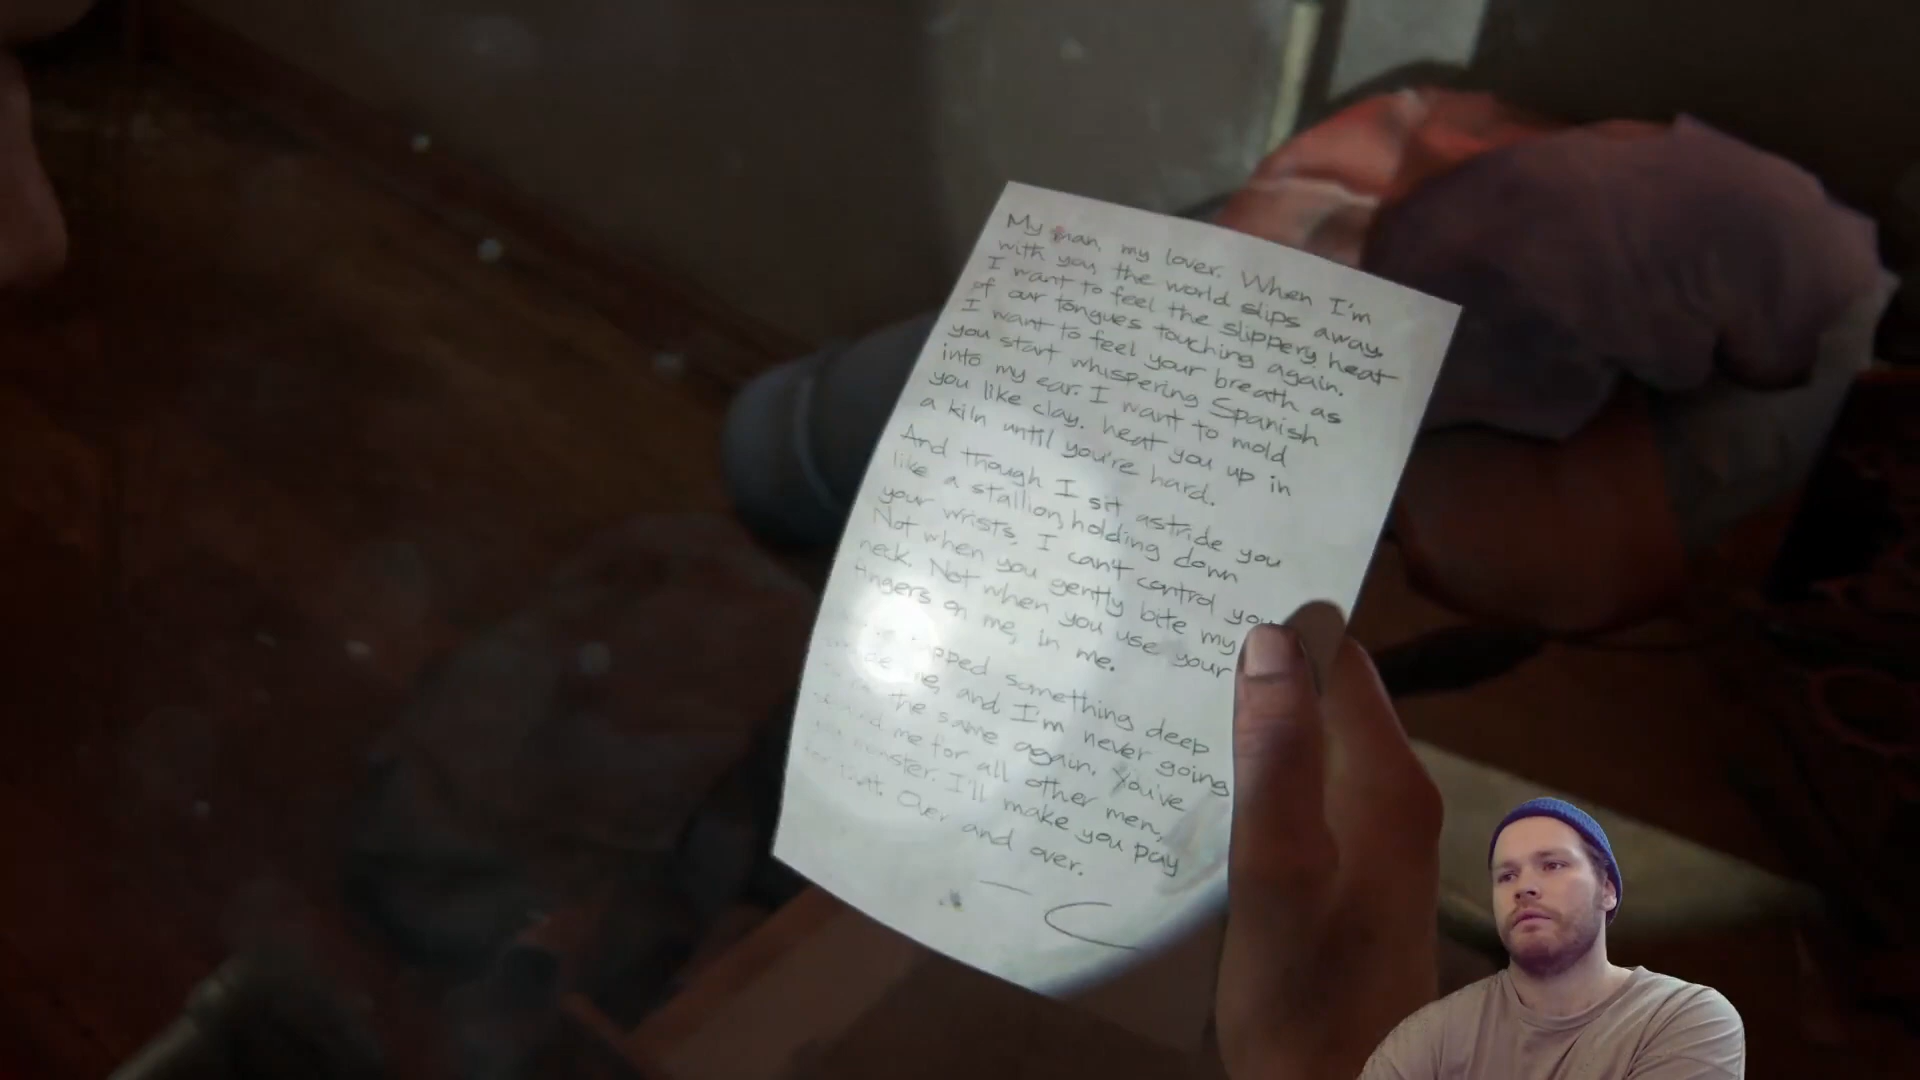 My man, my lover. When I'm
with you, the world slips away.
I want to feel the slippery heat
of our tongues touching again.
I want to feel your breath as
you start whispering Spanish
into my ear. I want to mold
you like clay. heat you up in
a kiln until you're hard.
And though I sit astride you
like a stallion, holding down
your wrists, I can't control you
Not when you gently bite my
neck. Not when you use your
fingers on me, in me.
something deep
me, and I'm never going
the same again. You've
me for all other men,
monster. I'll make you pay
for that. Over and over.
— C